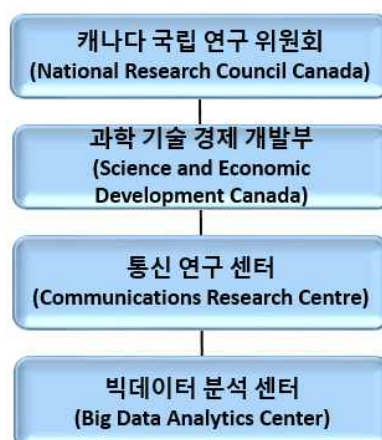 캐나다 국립 연구 위원회
(National Research Council Canada)
과학 기술 경제 개발부
(Science and Economic
Development Canada)
통신 연구 센터
(Communications Research Centre)
빅데이터 분석 센터
(Big Data Analytics Center)